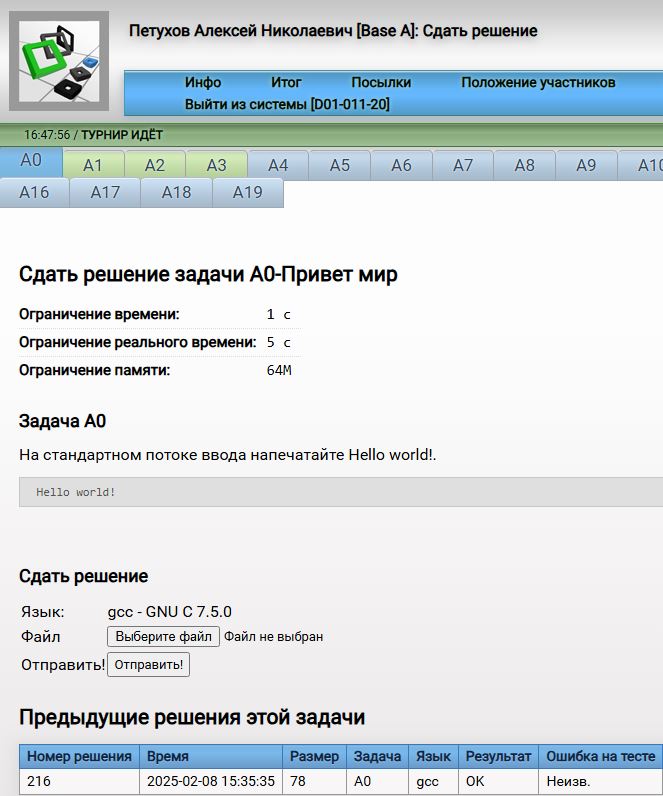 Петухов Алексей Николаевич [Base A]: Сдать решение
Инфо Итог Посылки Положение участников
Выйти из системы [D01-011-20]
16:47:56 / ТУРНИР ИДЁТ
A0 A1 A2 A3 A4 A5 A6 A7 A8 A9 A10
A16 A17 A18 A19
Сдать решение задачи A0-Привет мир
Ограничение времени: 1 с
Ограничение реального времени: 5 с
Ограничение памяти: 64M
Задача A0
На стандартном потоке ввода напечатайте Hello world!.
Hello world!
Сдать решение
Язык: gcc - GNU C 7.5.0
Файл Выберите файл Файл не выбран
Отправить! Отправить!
Предыдущие решения этой задачи
Номер решения Время Размер Задача Язык Результат Ошибка на тесте
216 2025-02-08 15:35:35 78 A0 gcc OK Неизв.